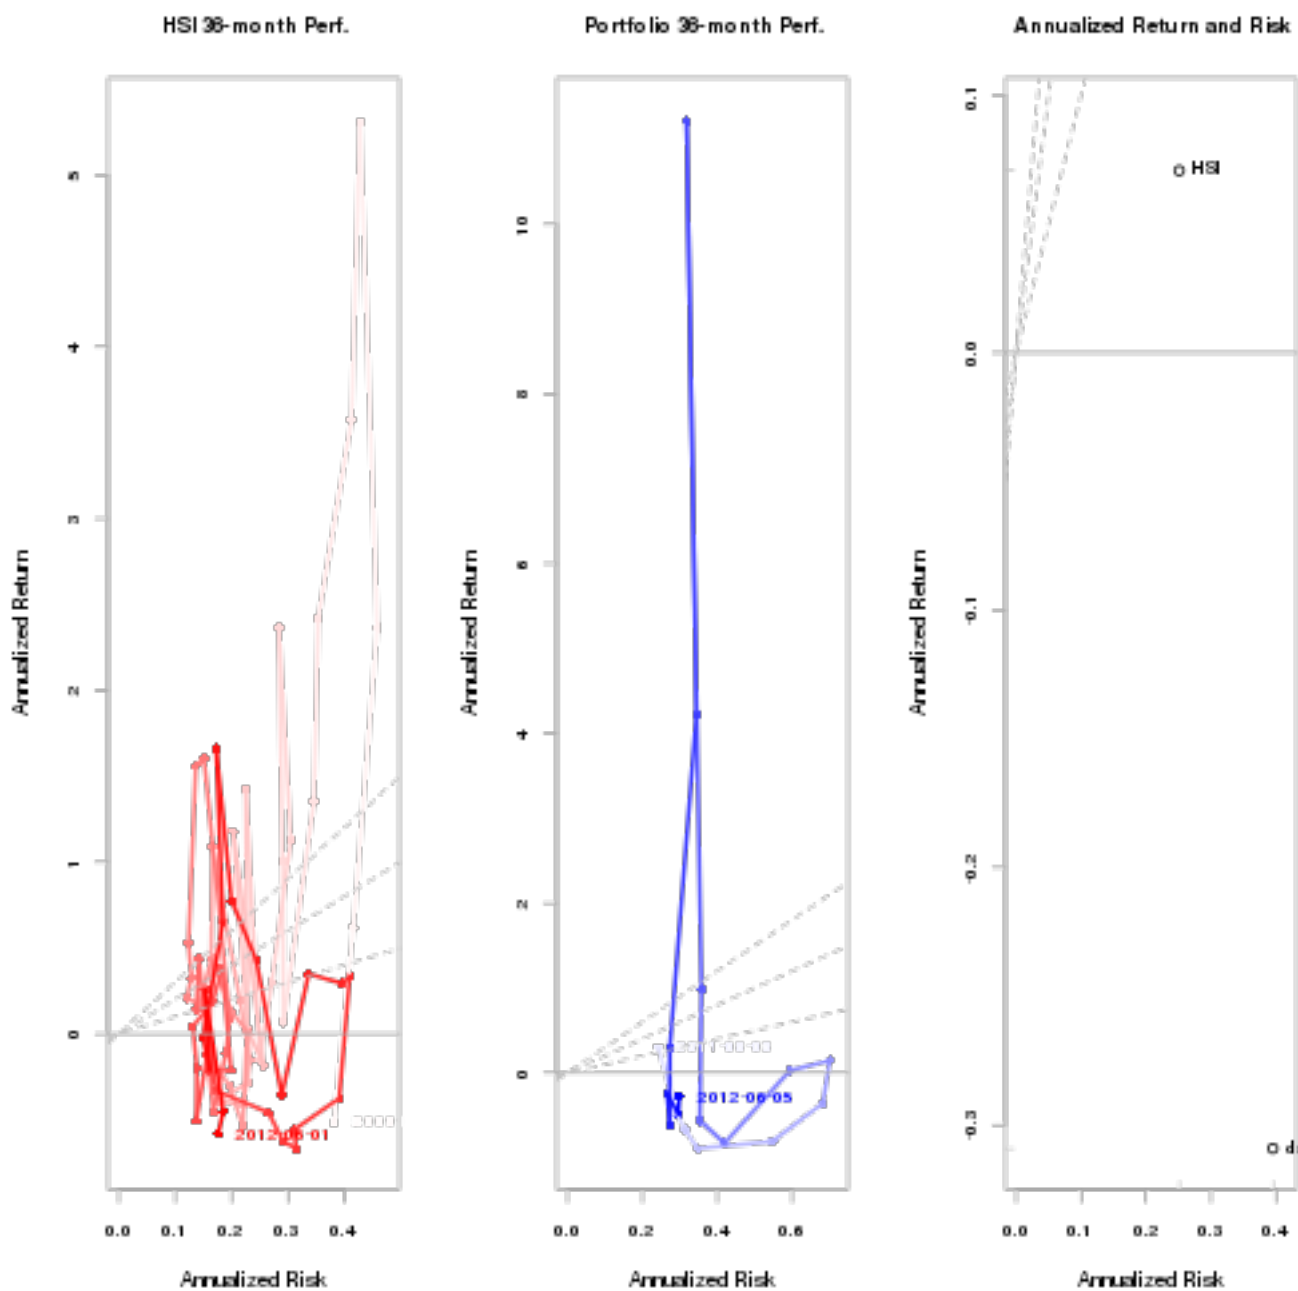 HSI 36-month Perf.
Annualized Return
5
4
3
2
1
0
2012-06-01
0.0 0.1 0.2 0.3 0.4
Annualized Risk
Portfolio 36-month Perf.
Annualized Return
10
8
6
4
2
0
2012-06-05
0.0 0.2 0.4 0.6
Annualized Risk
Annualized Return and Risk
Annualized Return
0.1
0.0
-0.1
-0.2
-0.3
HSI
0.0 0.1 0.2 0.3 0.4
Annualized Risk